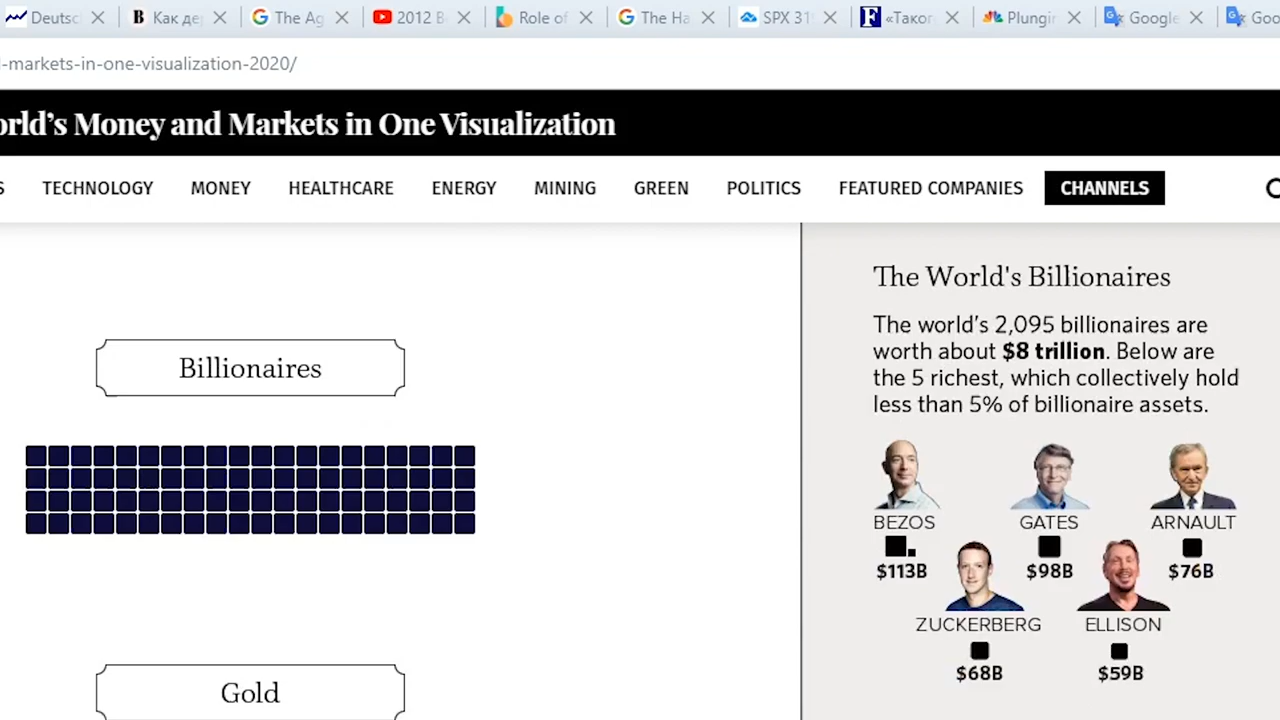 Deutsc
Как де
The Ag
2012 B
Role of
The Ha
SPX 31
«Таког
Plungin
Google
Goo
-markets-in-one-visualization-2020/
orld's Money and Markets in One Visualization
S TECHNOLOGY MONEY HEALTHCARE ENERGY MINING GREEN POLITICS FEATURED COMPANIES CHANNELS
Billionaires
Gold
The World's Billionaires
The world's 2,095 billionaires are
worth about $8 trillion. Below are
the 5 richest, which collectively hold
less than 5% of billionaire assets.
BEZOS GATES ARNAULT
$113B $98B $76B
ZUCKERBERG ELLISON
$68B $59B